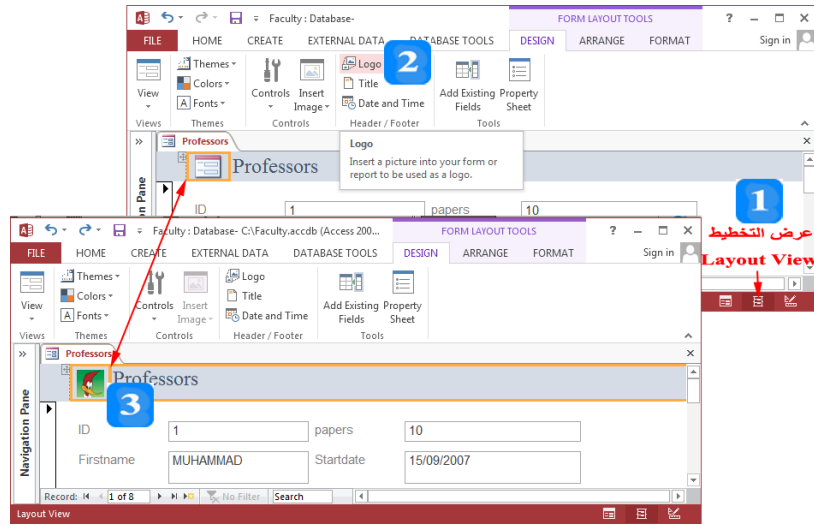 Faculty : Database-
FORM LAYOUT TOOLS
?
FILE HOME CREATE EXTERNAL DATA DATABASE TOOLS DESIGN ARRANGE FORMAT Sign in
View
Themes
Colors
A Fonts
Controls
Insert Image
Logo
Title
Date and Time
Add Existing Fields
Property Sheet
2
Views Themes Controls Header / Footer Tools
Logo
Insert a picture into your form or
report to be used as a logo.
Professors
Professors
ID 1 papers 10
1
عرض التخطيط
Layout View
Faculty : Database- C:\Faculty.accdb (Access 200...
FORM LAYOUT TOOLS
?
FILE HOME CREATE EXTERNAL DATA DATABASE TOOLS DESIGN ARRANGE FORMAT Sign in
View
Themes
Colors
A Fonts
Controls
Insert Image
Logo
Title
Date and Time
Add Existing Fields
Property Sheet
Views Themes Controls Header / Footer Tools
Professors
Professors
3
Navigation Pane
ID 1 papers 10
Firstname MUHAMMAD Startdate 15/09/2007
Record: 1 of 8 No Filter Search
Layout View